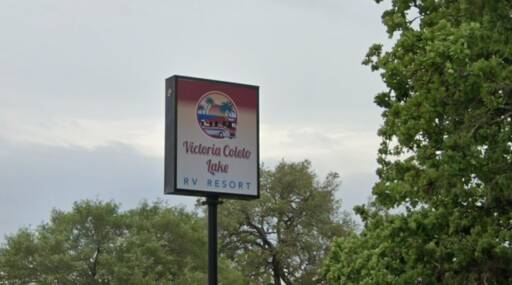 Victoria Coleto
Lake
RV RESORT